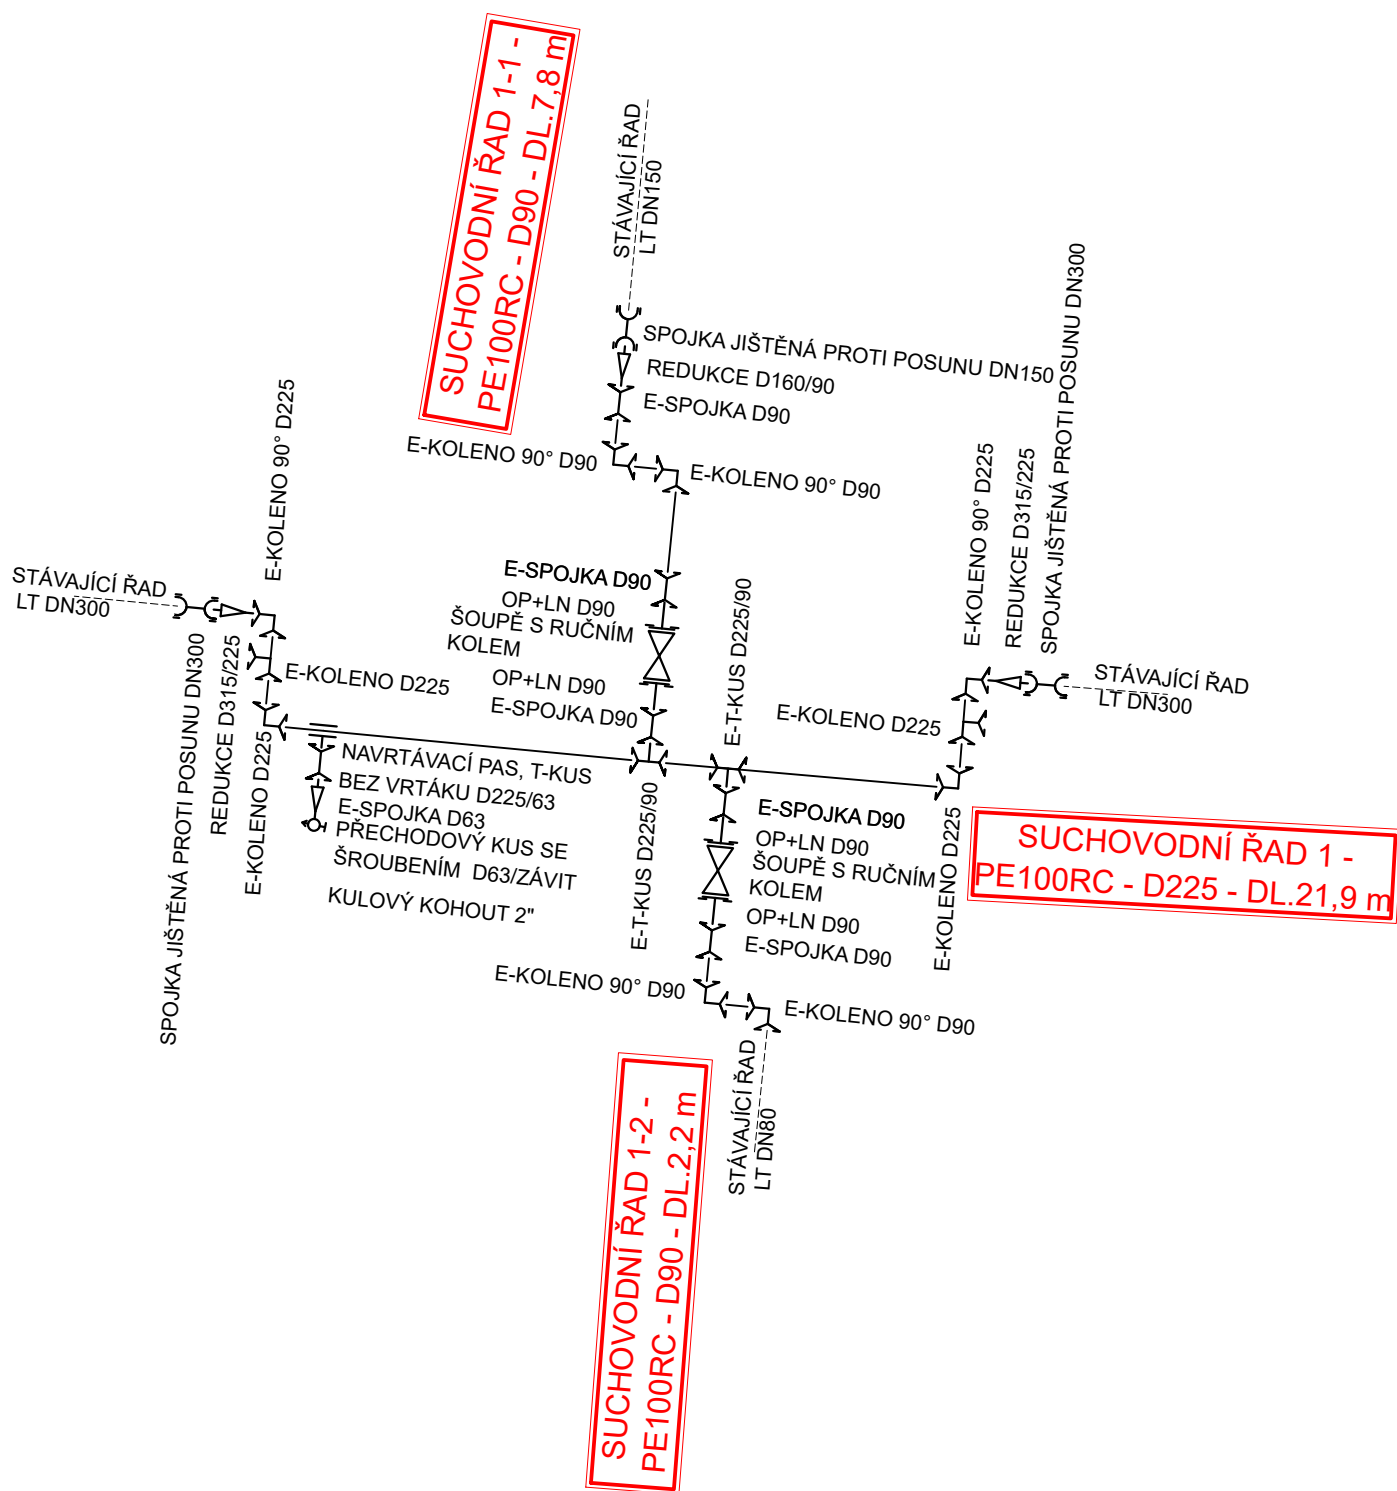 SUCHOVODNÍ ŘAD 1-1 -
PE100RC - D90 - DL.7,8 m
STÁVAJÍCÍ ŘAD
LT DN150
SPOJKA JIŠTĚNÁ PROTI POSUNU DN150
REDUKCE D160/90
E-SPOJKA D90
E-KOLENO 90° D90
E-KOLENO 90° D90
E-KOLENO 90° D225
STÁVAJÍCÍ ŘAD
LT DN300
SPOJKA JIŠTĚNÁ PROTI POSUNU DN300
REDUKCE D315/225
E-KOLENO D225
E-KOLENO D225
E-SPOJKA D90
OP+LN D90
ŠOUPĚ S RUČNÍM
KOLEM
OP+LN D90
E-SPOJKA D90
E-T-KUS D225/90
E-KOLENO 90° D225
REDUKCE D315/225
SPOJKA JIŠTĚNÁ PROTI POSUNU DN300
STÁVAJÍCÍ ŘAD
LT DN300
E-KOLENO D225
E-KOLENO D225
NAVRTÁVACÍ PAS, T-KUS
BEZ VRTÁKU D225/63
E-SPOJKA D63
PŘECHODOVÝ KUS SE
ŠROUBENÍM  D63/ZÁVIT
KULOVÝ KOHOUT 2"
E-T-KUS D225/90
E-SPOJKA D90
OP+LN D90
ŠOUPĚ S RUČNÍM
KOLEM
OP+LN D90
E-SPOJKA D90
SUCHOVODNÍ ŘAD 1 -
PE100RC - D225 - DL.21,9 m
E-KOLENO 90° D90
E-KOLENO 90° D90
STÁVAJÍCÍ ŘAD
LT DN80
SUCHOVODNÍ ŘAD 1-2 -
PE100RC - D90 - DL.2,2 m